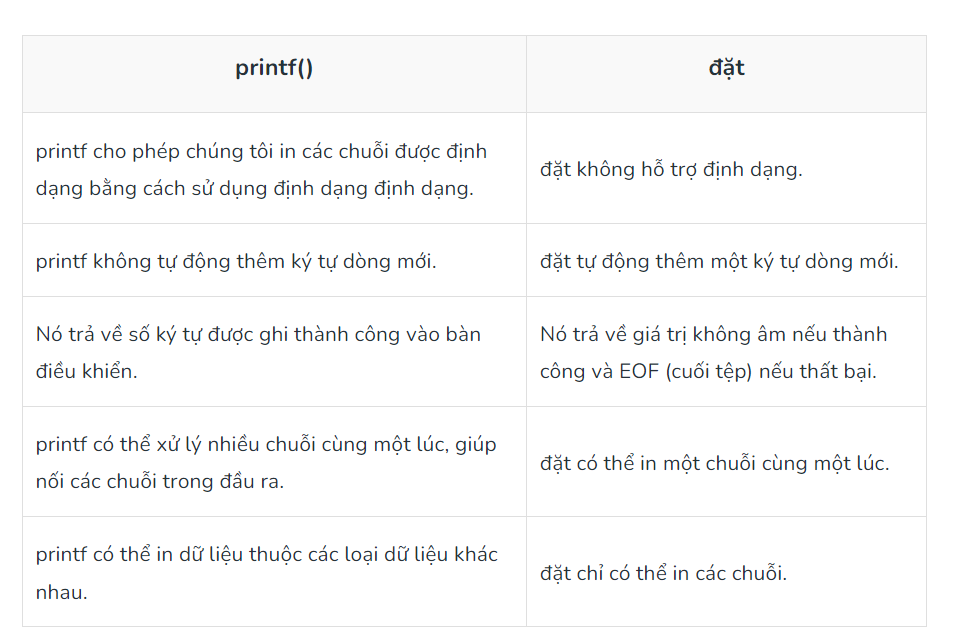 printf()
đặt
printf cho phép chúng tôi in các chuỗi được định
dạng bằng cách sử dụng định dạng định dạng.
đặt không hỗ trợ định dạng.
printf không tự động thêm ký tự dòng mới.
đặt tự động thêm một ký tự dòng mới.
Nó trả về số ký tự được ghi thành công vào bàn
điều khiển.
Nó trả về giá trị không âm nếu thành
công và EOF (cuối tệp) nếu thất bại.
printf có thể xử lý nhiều chuỗi cùng một lúc, giúp
nối các chuỗi trong đầu ra.
đặt có thể in một chuỗi cùng một lúc.
printf có thể in dữ liệu thuộc các loại dữ liệu khác
nhau.
đặt chỉ có thể in các chuỗi.